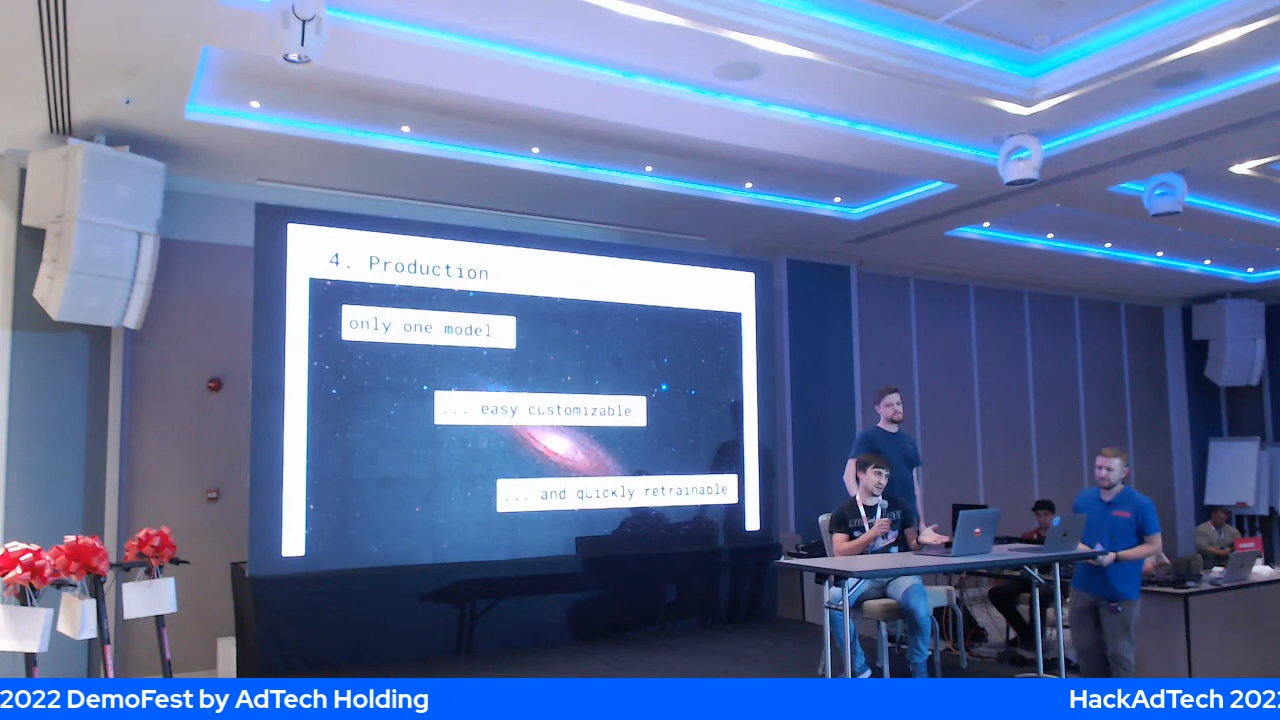 4. Production
only one model
... easy customizable
... and quickly retrainable
2022 DemoFest by AdTech Holding
HackAdTech 2022